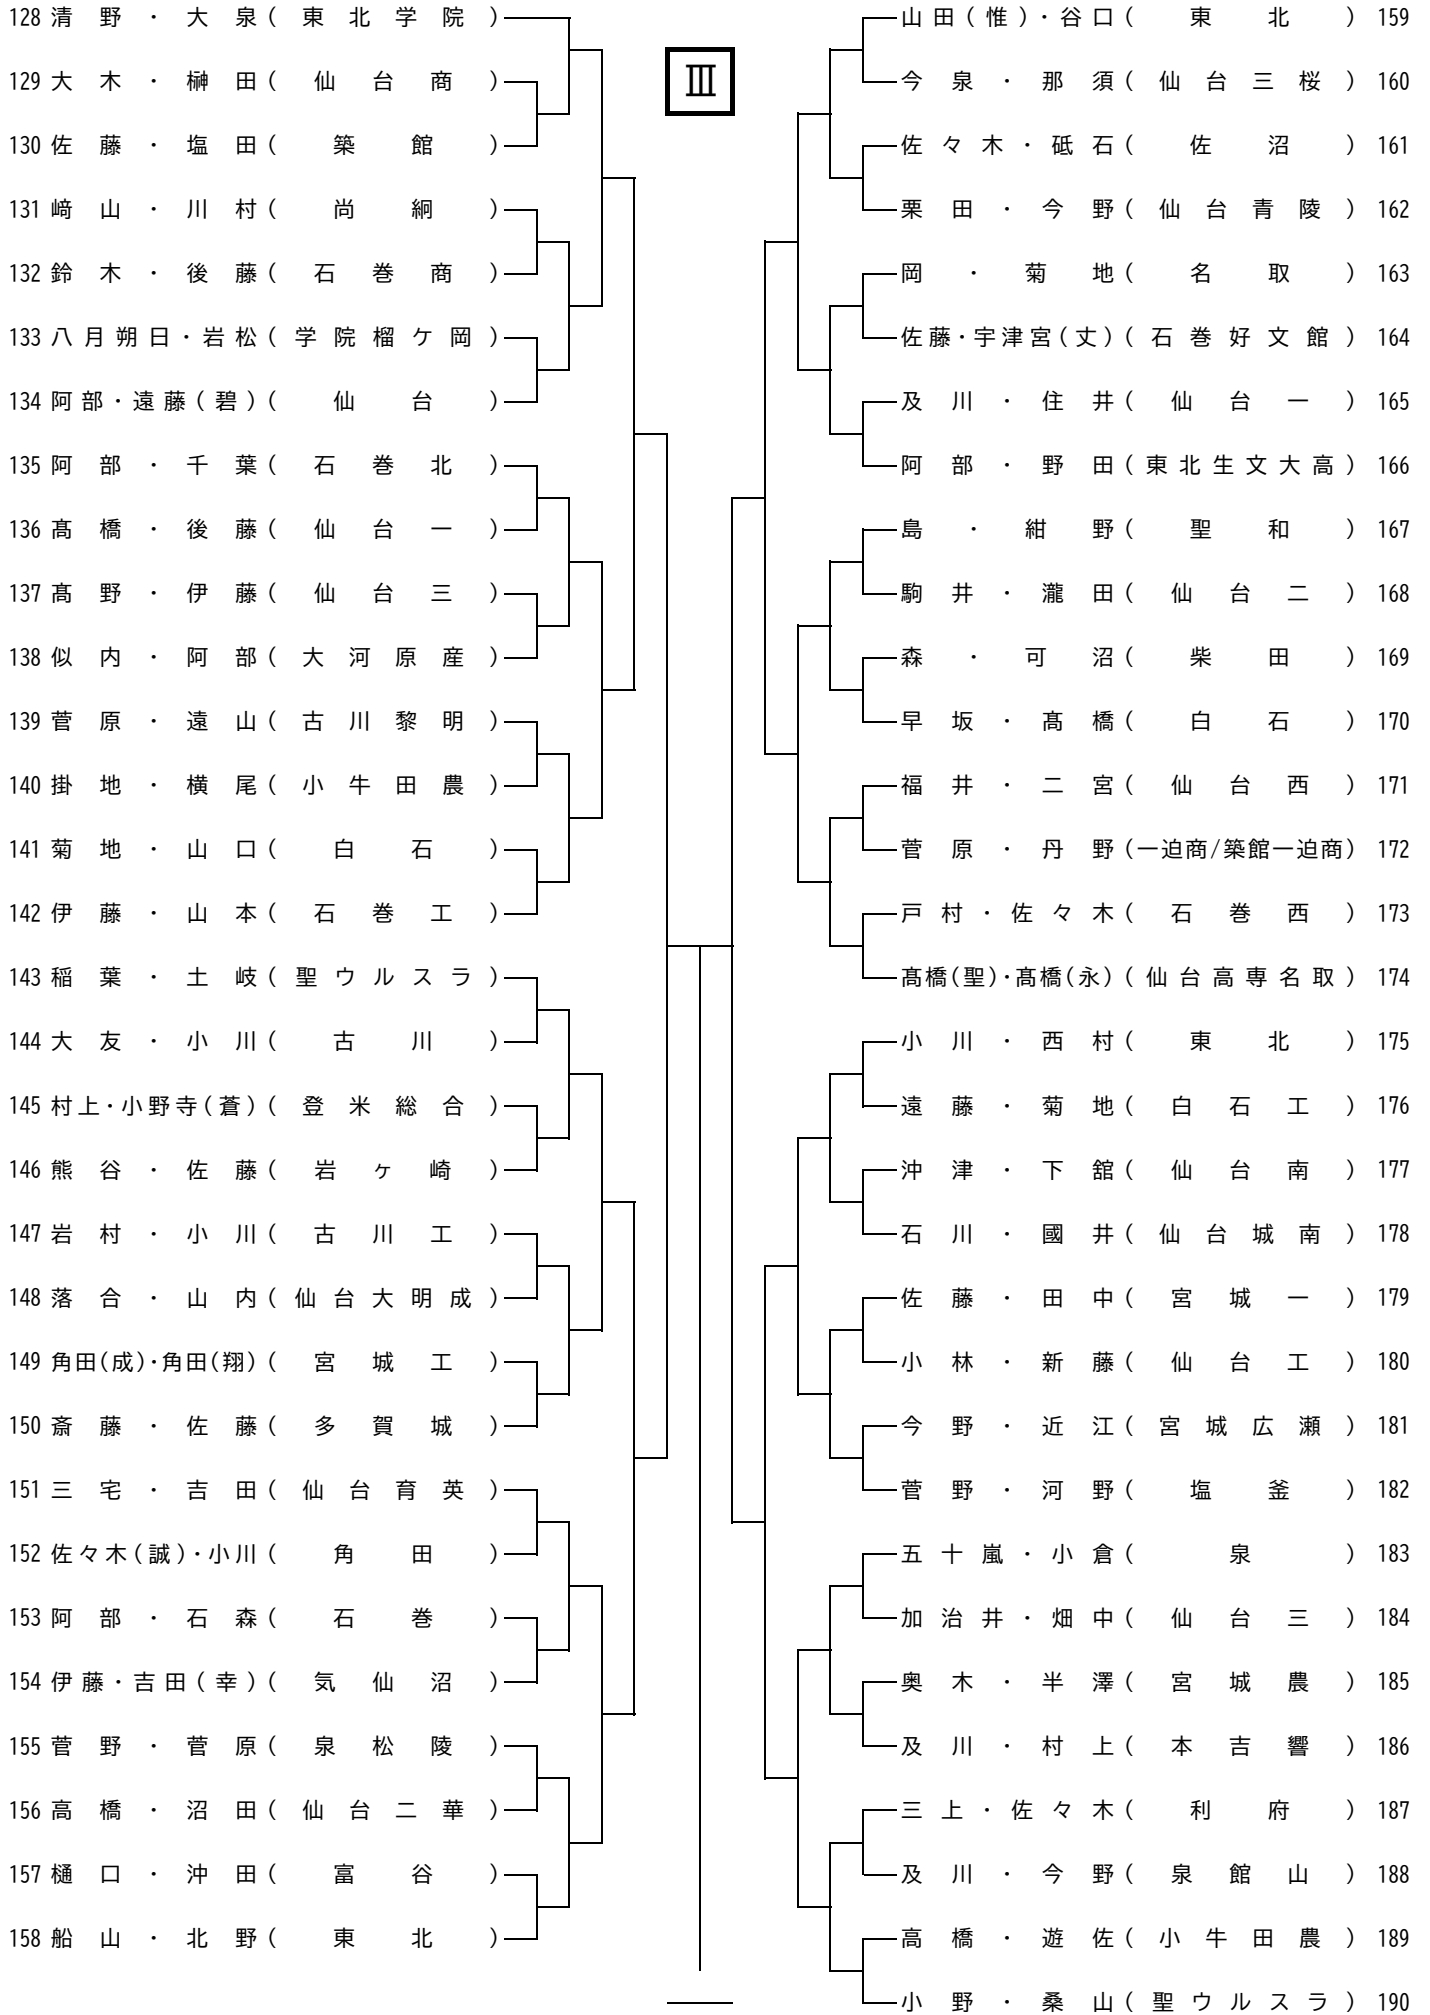 Ⅲ
128 清野・大泉(東北学院)
129 大木・榊田(仙台商)
130 佐藤・塩田(築館)
131 﨑山・川村(尚絅)
132 鈴木・後藤(石巻商)
133 八月朔日・岩松(学院榴ケ岡)
134 阿部・遠藤(碧)(仙台)
135 阿部・千葉(石巻北)
136 髙橋・後藤(仙台一)
137 髙野・伊藤(仙台三)
138 似内・阿部(大河原産)
139 菅原・遠山(古川黎明)
140 掛地・横尾(小牛田農)
141 菊地・山口(白石)
142 伊藤・山本(石巻工)
143 稲葉・土岐(聖ウルスラ)
144 大友・小川(古川)
145 村上・小野寺(蒼)(登米総合)
146 熊谷・佐藤(岩ヶ崎)
147 岩村・小川(古川工)
148 落合・山内(仙台大明成)
149 角田(成)・角田(翔)(宮城工)
150 斎藤・佐藤(多賀城)
151 三宅・吉田(仙台育英)
152 佐々木(誠)・小川(角田)
153 阿部・石森(石巻)
154 伊藤・吉田(幸)(気仙沼)
155 菅野・菅原(泉松陵)
156 高橋・沼田(仙台二華)
157 樋口・沖田(富谷)
158 船山・北野(東北)
山田(惟)・谷口(東北) 159
今泉・那須(仙台三桜) 160
佐々木・砥石(佐沼) 161
栗田・今野(仙台青陵) 162
岡・菊地(名取) 163
佐藤・宇津宮(丈)(石巻好文館) 164
及川・住井(仙台一) 165
阿部・野田(東北生文大高) 166
島・紺野(聖和) 167
駒井・瀧田(仙台二) 168
森・可沼(柴田) 169
早坂・髙橋(白石) 170
福井・二宮(仙台西) 171
菅原・丹野(一迫商/築館一迫商) 172
戸村・佐々木(石巻西) 173
髙橋(聖)・髙橋(永)(仙台高専名取) 174
小川・西村(東北) 175
遠藤・菊地(白石工) 176
沖津・下舘(仙台南) 177
石川・國井(仙台城南) 178
佐藤・田中(宮城一) 179
小林・新藤(仙台工) 180
今野・近江(宮城広瀬) 181
菅野・河野(塩釜) 182
五十嵐・小倉(泉) 183
加治井・畑中(仙台三) 184
奥木・半澤(宮城農) 185
及川・村上(本吉響) 186
三上・佐々木(利府) 187
及川・今野(泉館山) 188
高橋・遊佐(小牛田農) 189
小野・桑山(聖ウルスラ) 190